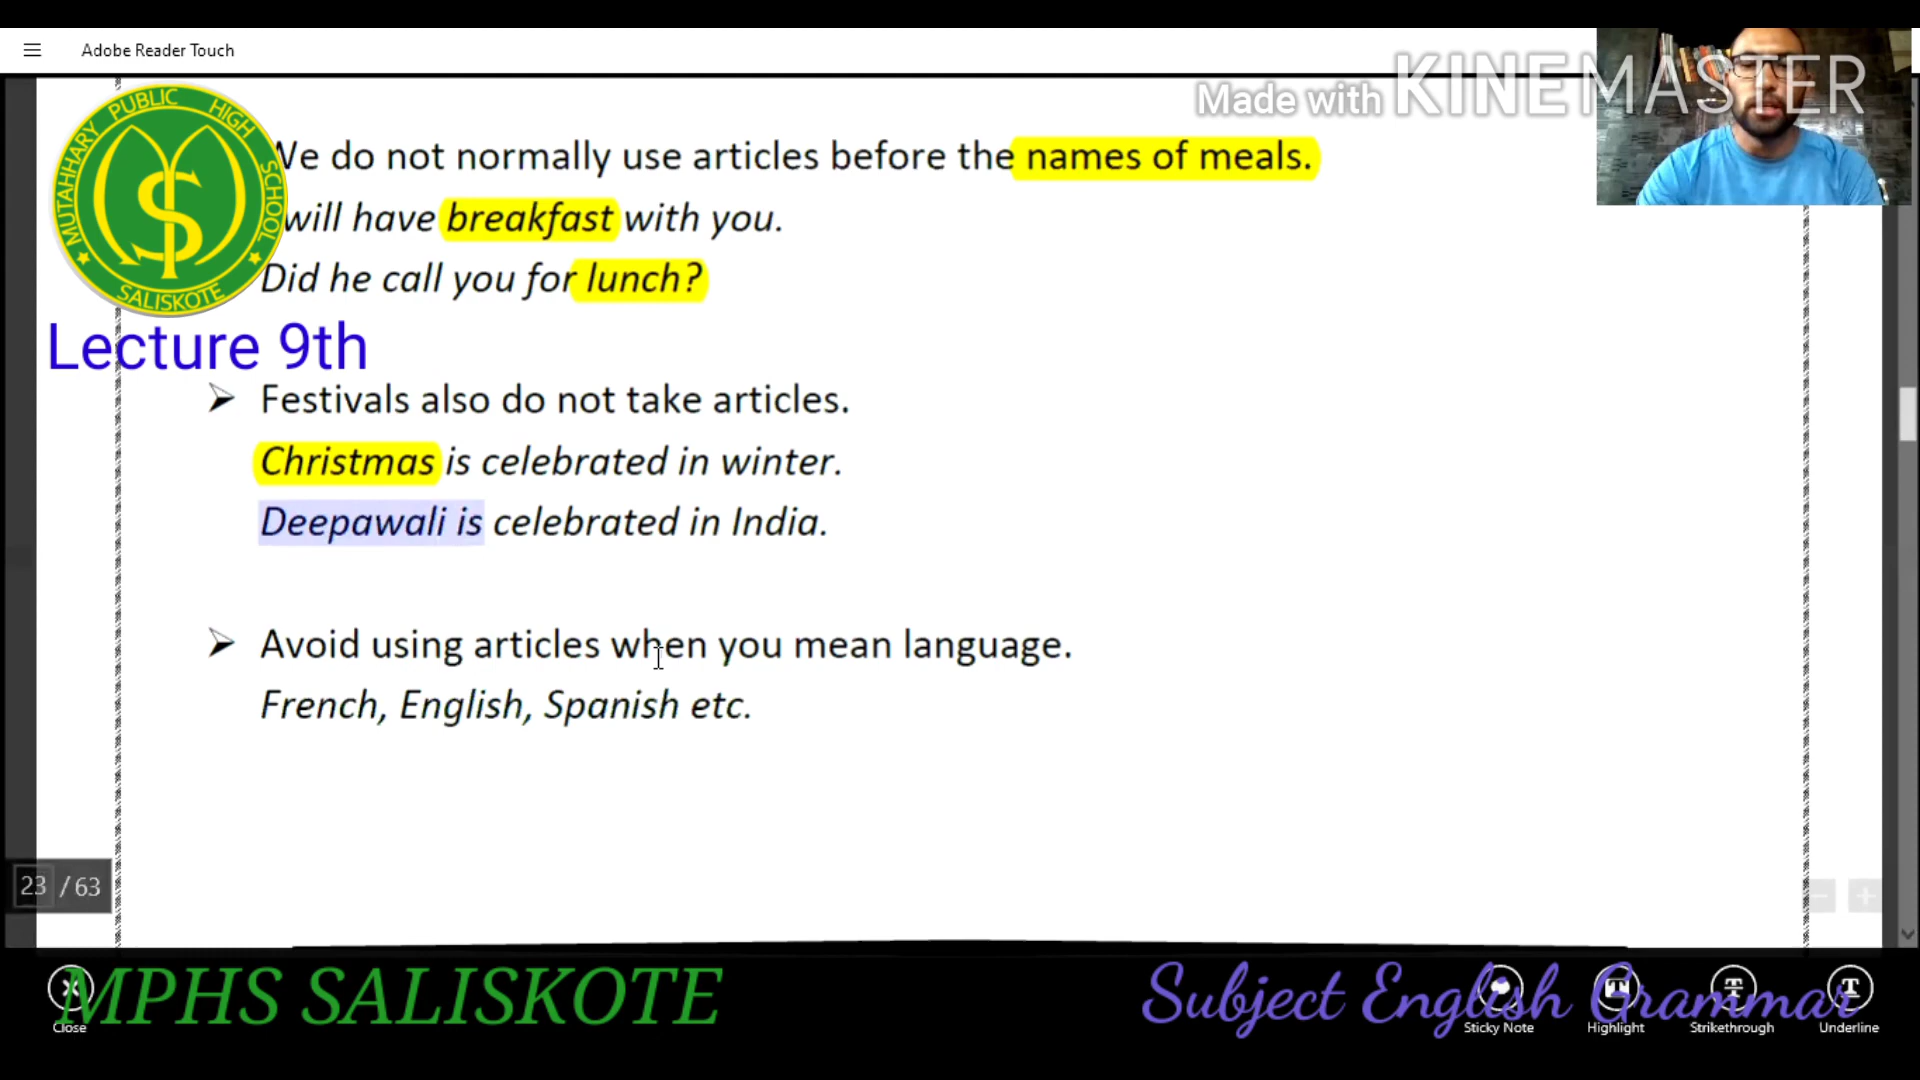 Adobe Reader Touch
Made with KINEMASTER
MUTAHHARY PUBLIC HIGH SCHOOL
SALISKOTE
We do not normally use articles before the names of meals.
will have breakfast with you.
Did he call you for lunch?
Lecture 9th
Festivals also do not take articles.
Christmas is celebrated in winter.
Deepawali is celebrated in India.
Avoid using articles when you mean language.
French, English, Spanish etc.
23 / 63
MPHS SALISKOTE
Subject English Grammar
Close
Sticky Note
Highlight
Strikethrough
Underline